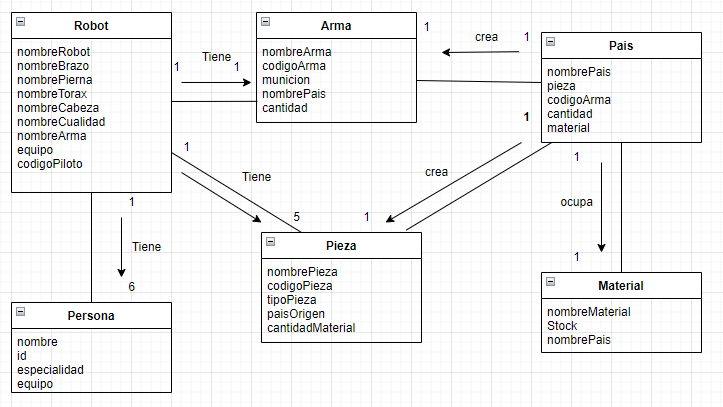 Robot
nombreRobot
nombreBrazo
nombrePierna
nombreTorax
nombreCabeza
nombreCualidad
nombreArma
equipo
codigoPiloto
1
Tiene
1
Arma
nombreArma
codigoArma
municion
nombrePais
cantidad
1
crea
1
Pais
nombrePais
pieza
codigoArma
cantidad
material
1
Tiene
5
1
crea
1
1
ocupa
1
1
Tiene
6
Pieza
nombrePieza
codigoPieza
tipoPieza
paisOrigen
cantidadMaterial
Material
nombreMaterial
Stock
nombrePais
Persona
nombre
id
especialidad
equipo